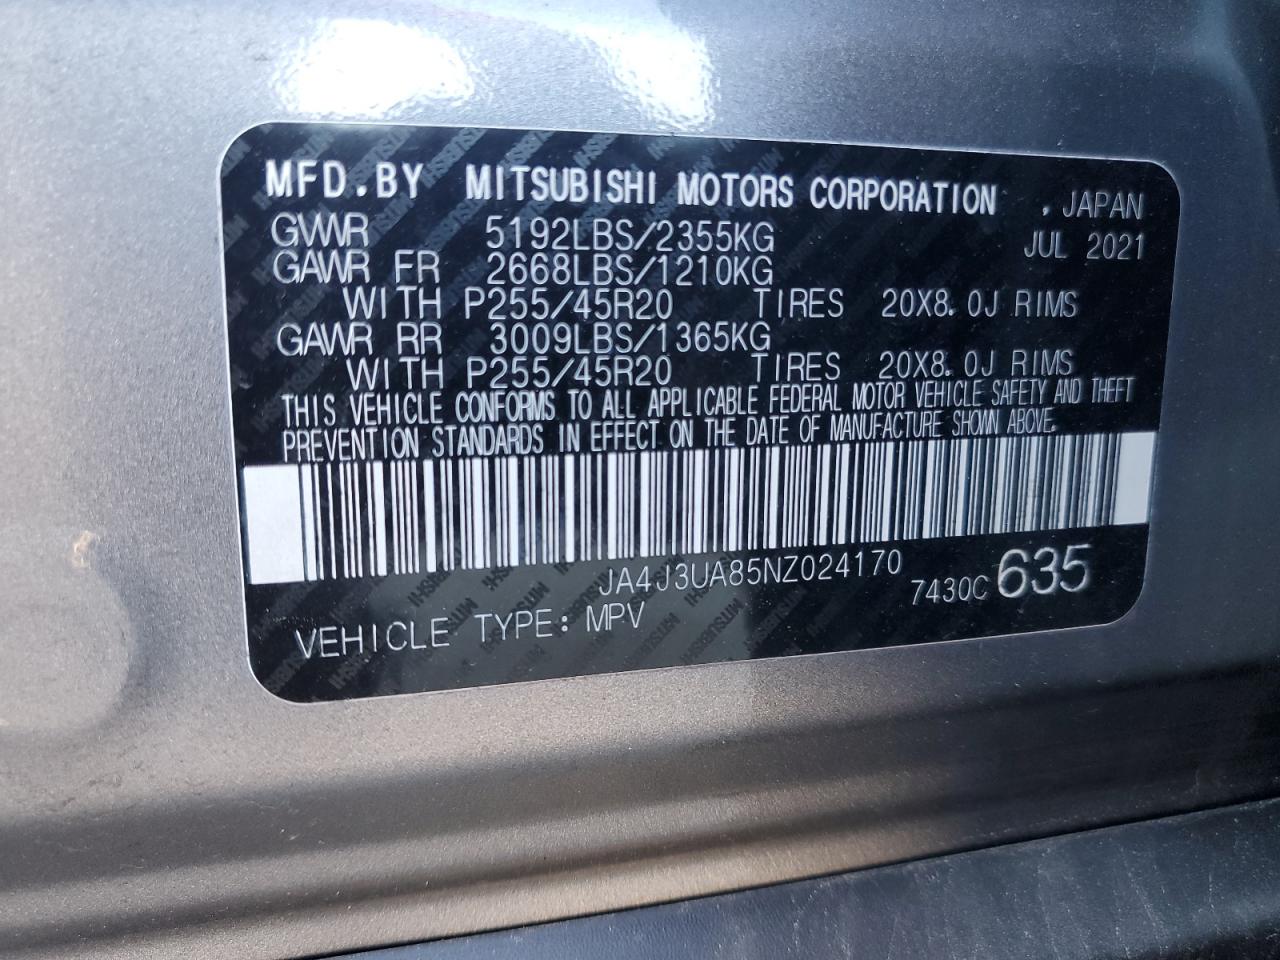 MFD.BY MITSUBISHI MOTORS CORPORATION , JAPAN
GVWR 5192LBS/2355KG JUL 2021
GAWR FR 2668LBS/1210KG
WITH P255/45R20 TIRES 20X8.0J RIMS
GAWR RR 3009LBS/1365KG
WITH P255/45R20 TIRES 20X8.0J RIMS
THIS VEHICLE CONFORMS TO ALL APPLICABLE FEDERAL MOTOR VEHICLE SAFETY AND THEFT
PREVENTION STANDARDS IN EFFECT ON THE DATE OF MANUFACTURE SHOWN ABOVE.
JA4J3UA85NZ024170 7430C 635
VEHICLE TYPE: MPV